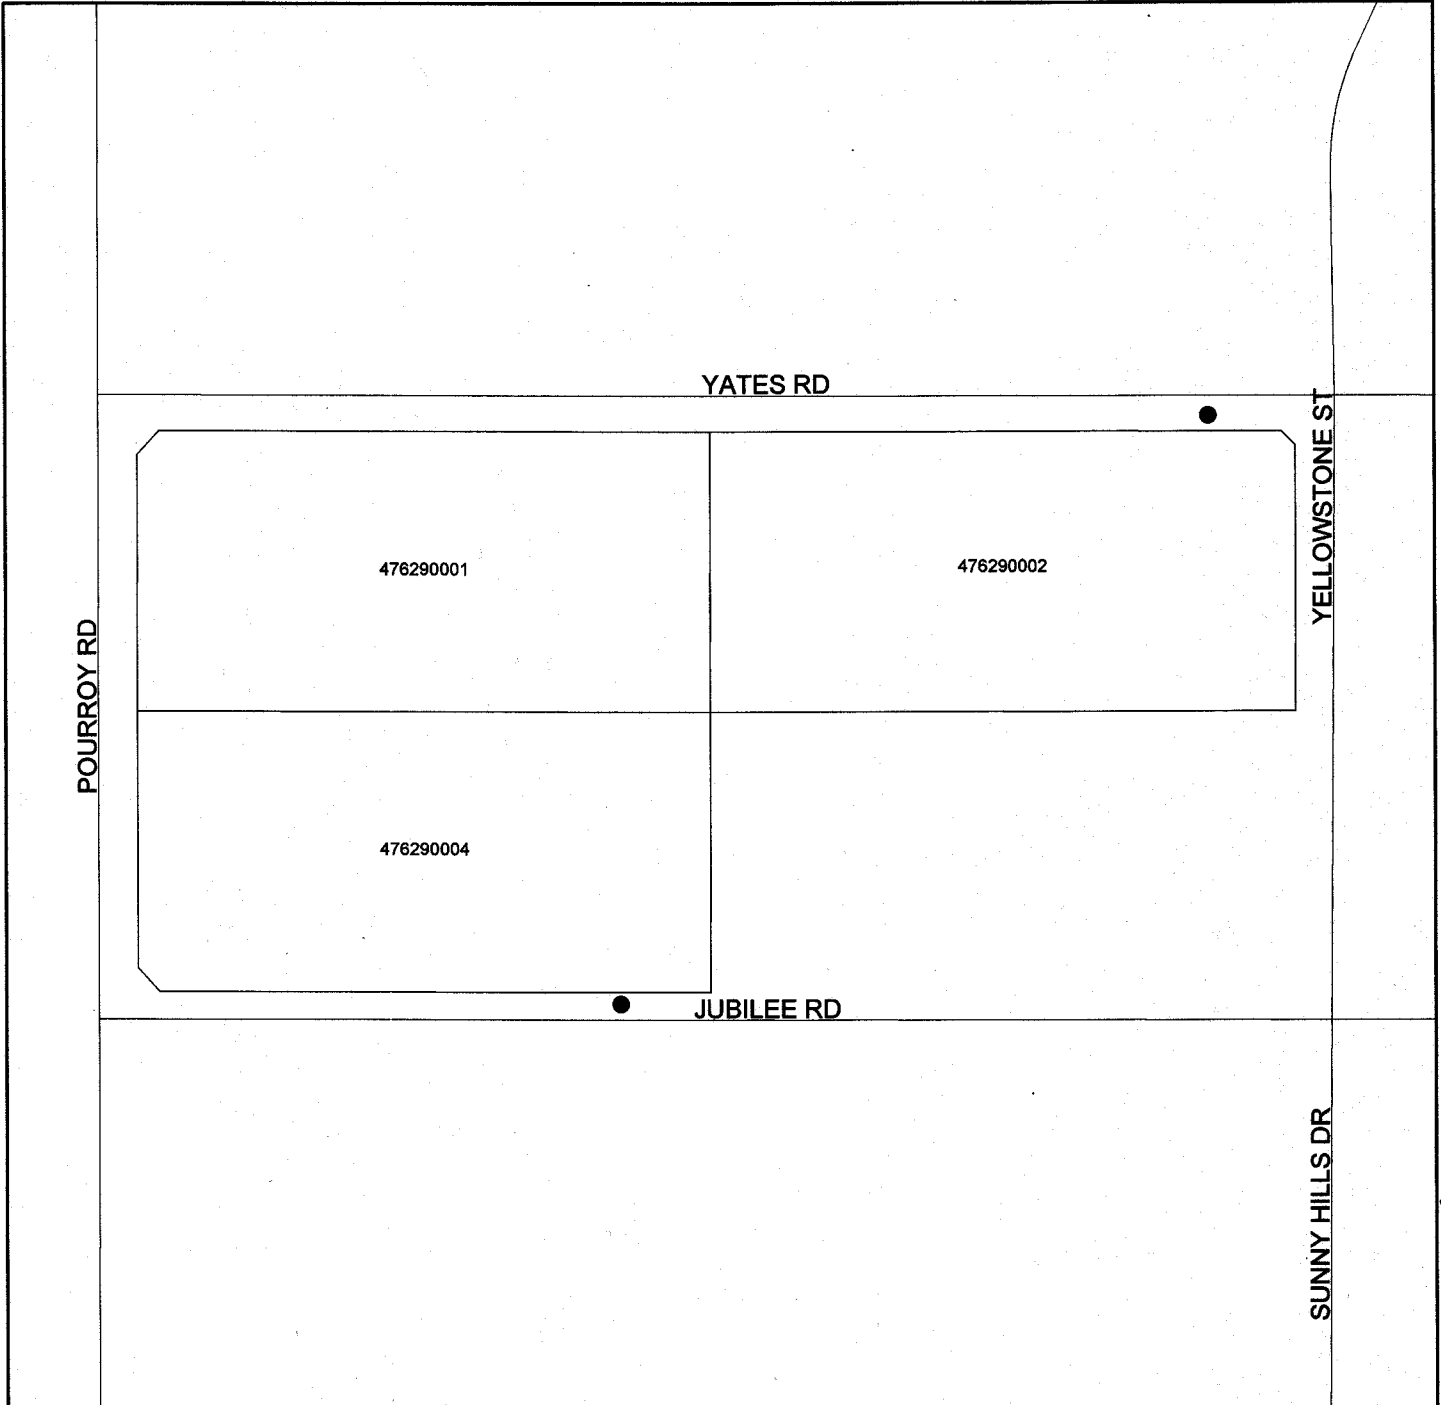 YATES RD
YELLOWSTONE ST
476290001
476290002
POURROY RD
476290004
JUBILEE RD
SUNNY HILLS DR